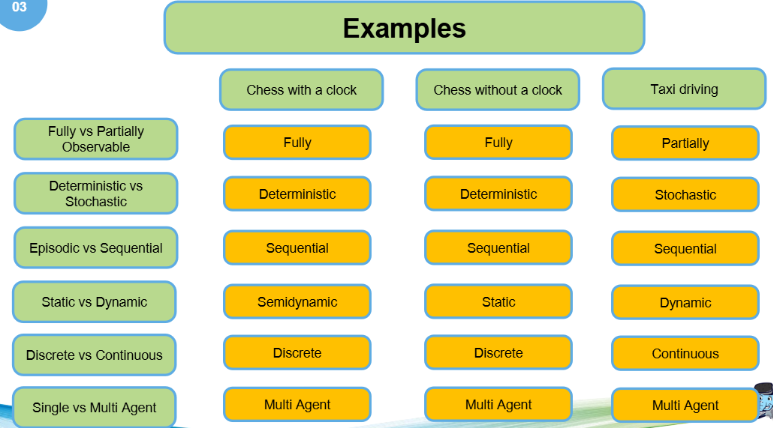 03
Examples
Chess with a clock
Chess without a clock
Taxi driving
Fully vs Partially
Observable
Fully
Fully
Partially
Deterministic vs
Stochastic
Deterministic
Deterministic
Stochastic
Episodic vs Sequential
Sequential
Sequential
Sequential
Static vs Dynamic
Semidynamic
Static
Dynamic
Discrete vs Continuous
Discrete
Discrete
Continuous
Single vs Multi Agent
Multi Agent
Multi Agent
Multi Agent